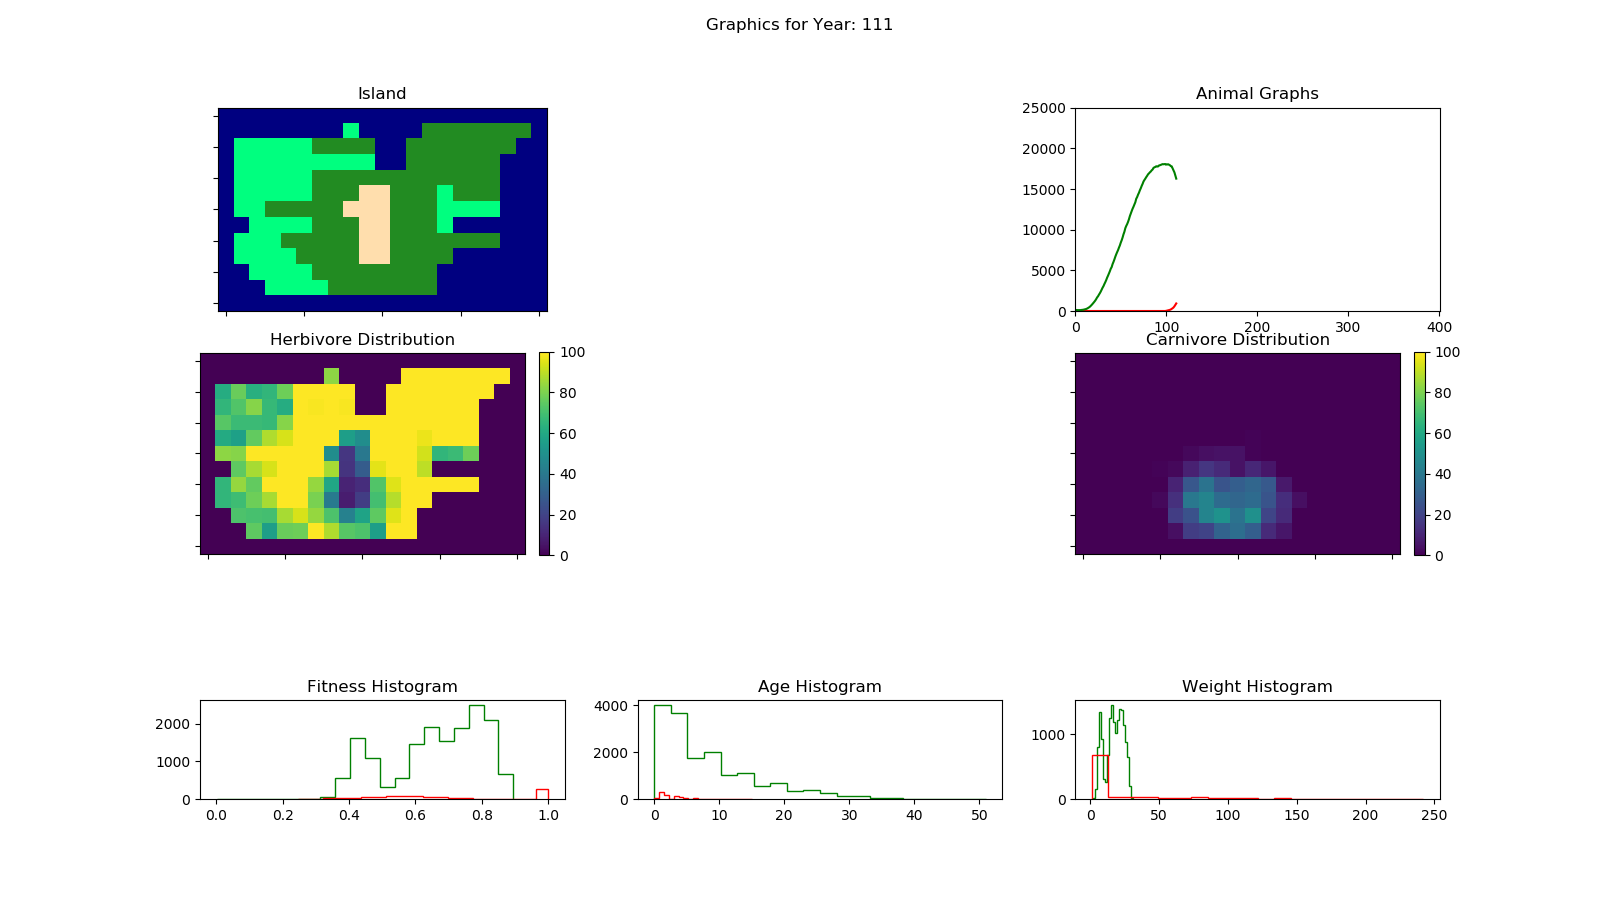 Graphics for Year: 111
Island
Animal Graphs
25000
20000
15000
10000
5000
0
0 100 200 300 400
Herbivore Distribution
100
80
60
40
20
0
Carnivore Distribution
100
80
60
40
20
0
Fitness Histogram
2000
1000
0
0.0 0.2 0.4 0.6 0.8 1.0
Age Histogram
4000
2000
0
0 10 20 30 40 50
Weight Histogram
1000
0
0 50 100 150 200 250